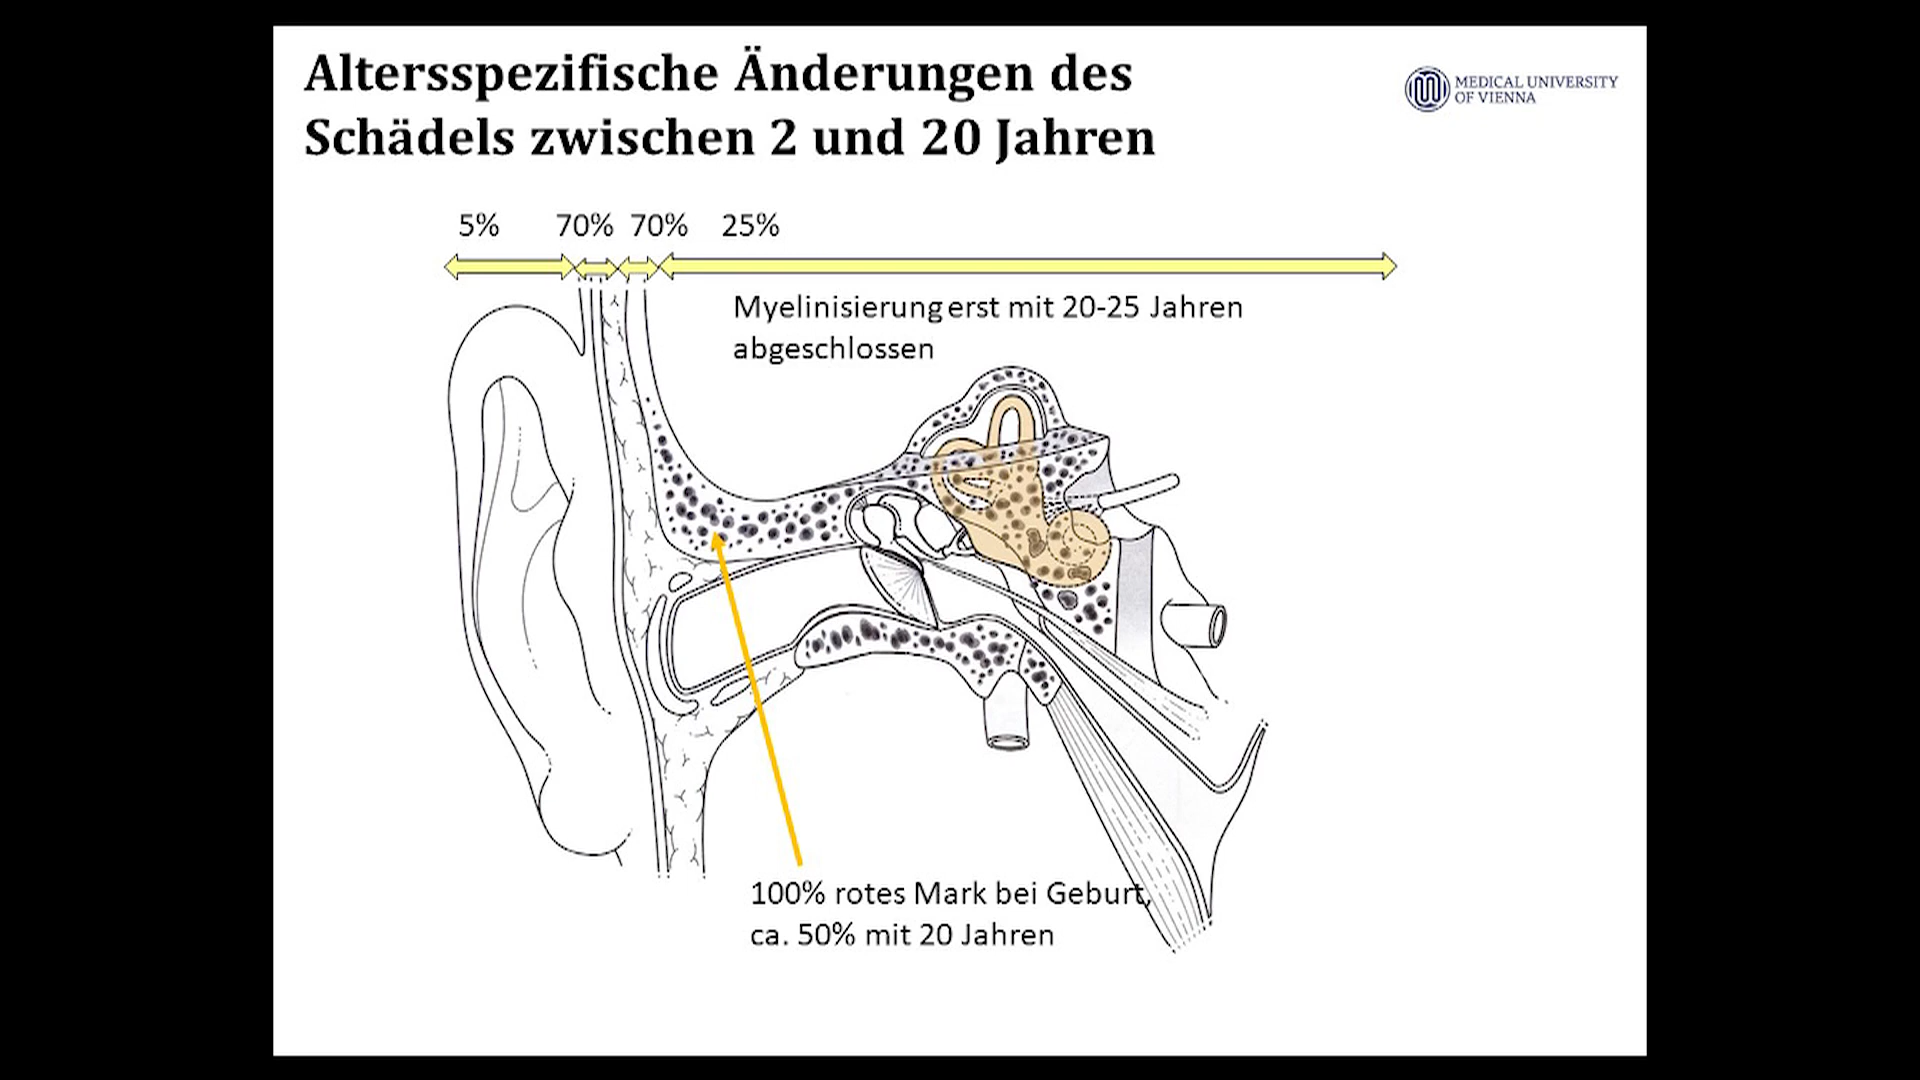 Altersspezifische Änderungen des
Schädels zwischen 2 und 20 Jahren
MEDICAL UNIVERSITY
OF VIENNA
5% 70% 70% 25%
Myelinisierung erst mit 20-25 Jahren
abgeschlossen
100% rotes Mark bei Geburt,
ca. 50% mit 20 Jahren